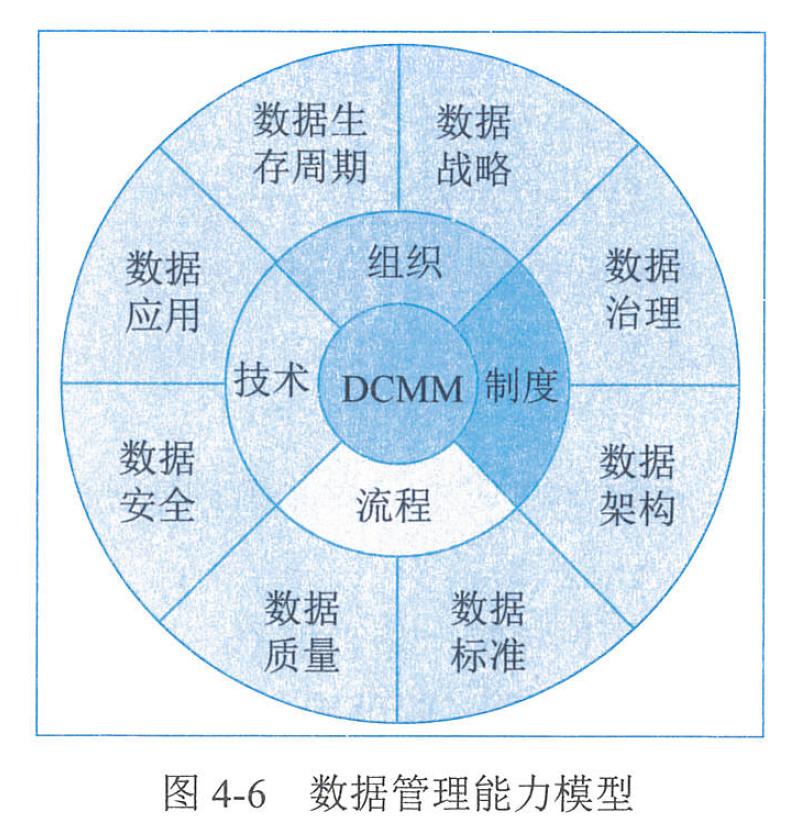 数据生
存周期
数据
战略
数据
应用
组织
数据
治理
技术
DCMM
制度
数据
安全
流程
数据
架构
数据
质量
数据
标准
图 4-6 数据管理能力模型